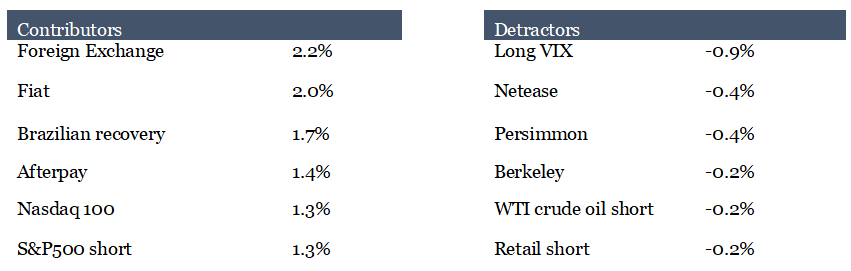 Contributors Detractors
Foreign Exchange 2.2% Long VIX -0.9%
Fiat 2.0% Netease -0.4%
Brazilian recovery 1.7% Persimmon -0.4%
Afterpay 1.4% Berkeley -0.2%
Nasdaq 100 1.3% WTI crude oil short -0.2%
S&P500 short 1.3% Retail short -0.2%